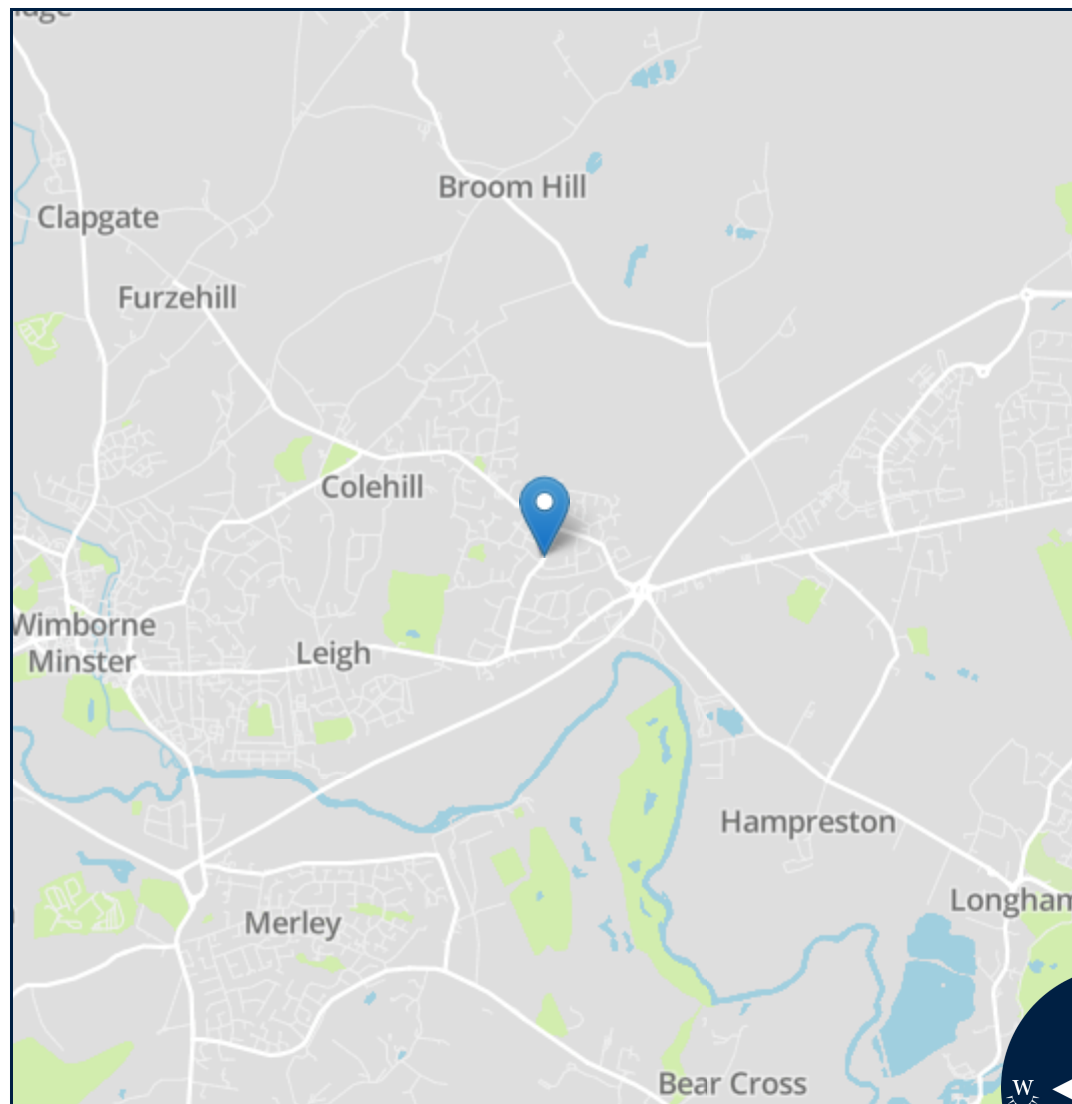 Broom Hill
Clapgate
Furzehill
Colehill
Wimborne
Minster
Leigh
Hampreston
Longham
Merley
Bear Cross
W